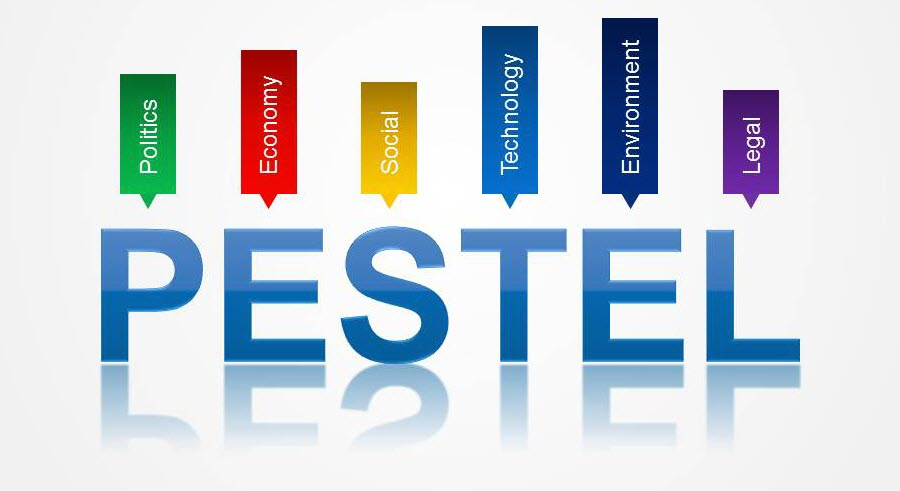 Politics
Economy
Social
Technology
Environment
Legal
PESTEL